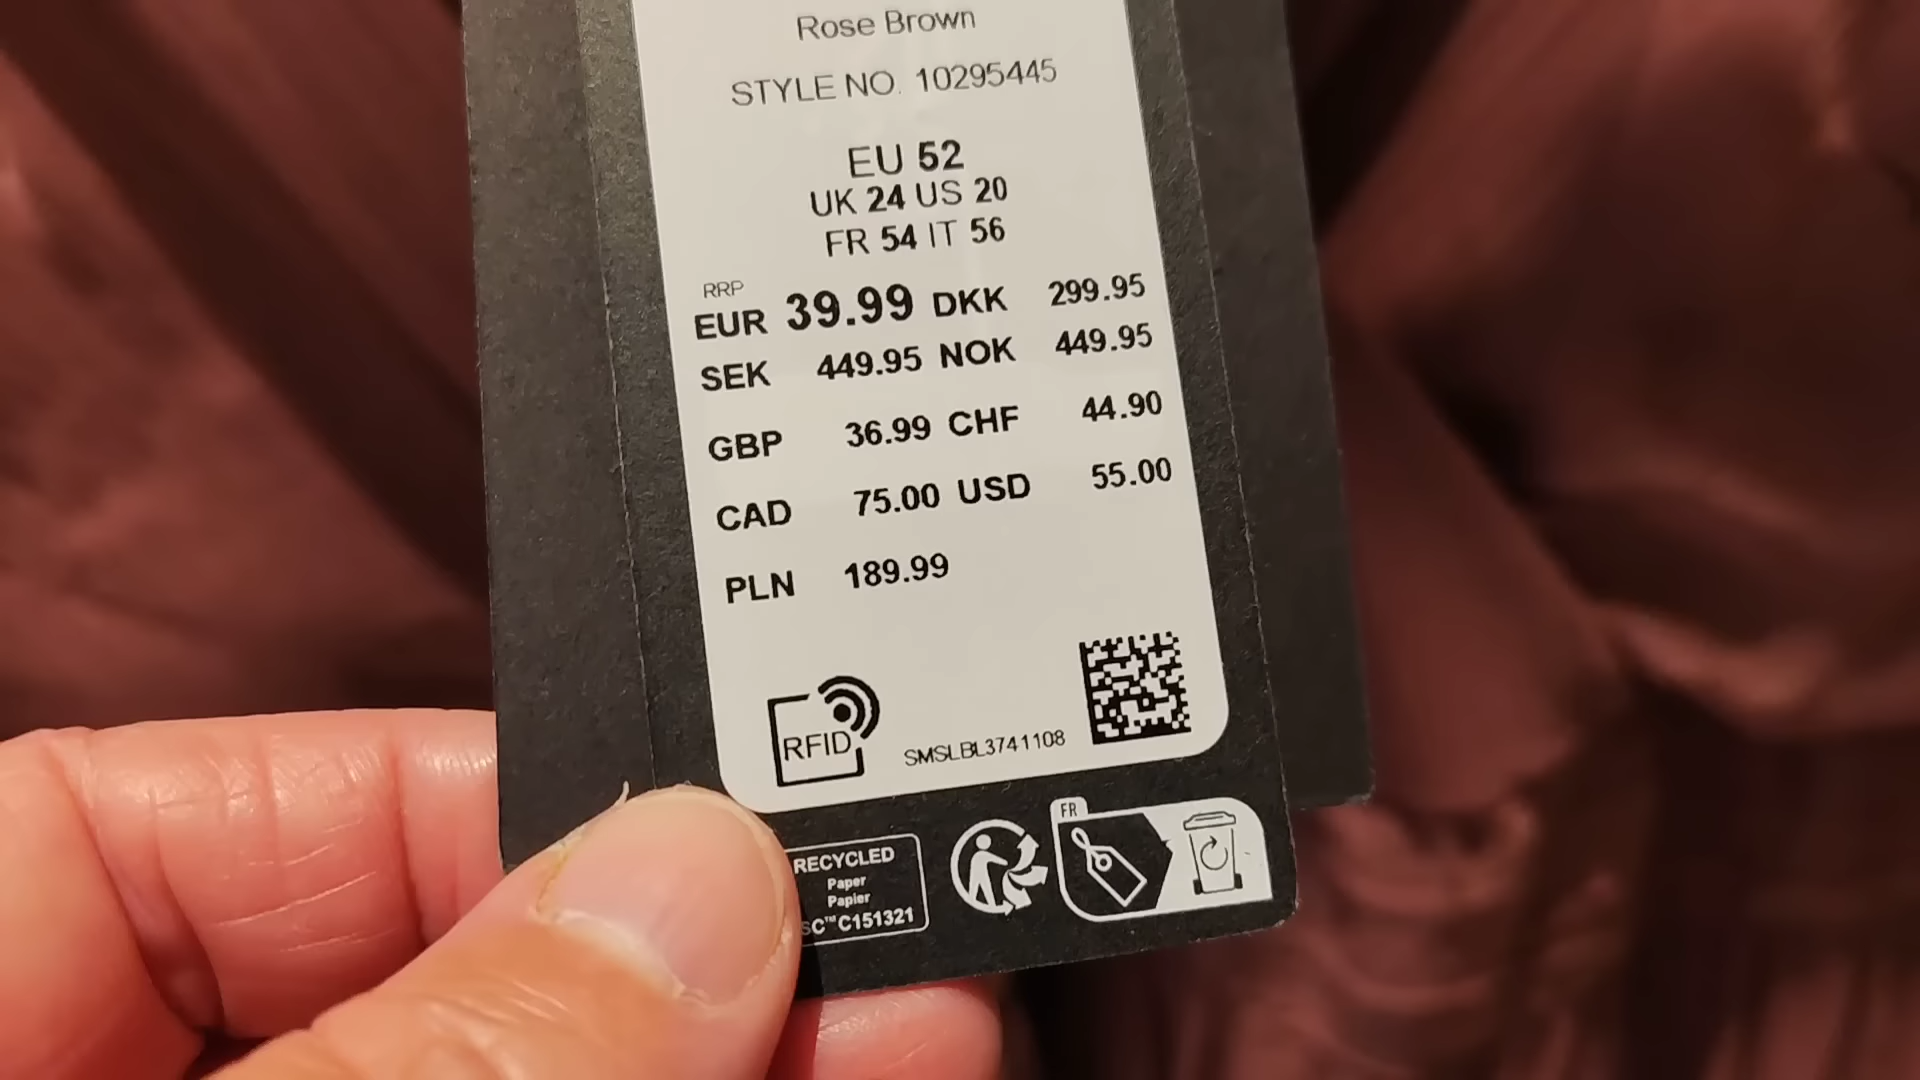 Rose Brown
STYLE NO. 10295445
EU 52
UK 24 US 20
FR 54 IT 56
RRP
EUR 39.99 DKK 299.95
SEK 449.95 NOK 449.95
GBP 36.99 CHF 44.90
CAD 75.00 USD 55.00
PLN 189.99
RFID
SMSLBL3741108
FR
RECYCLED
Paper
Papier
SC™ C151321